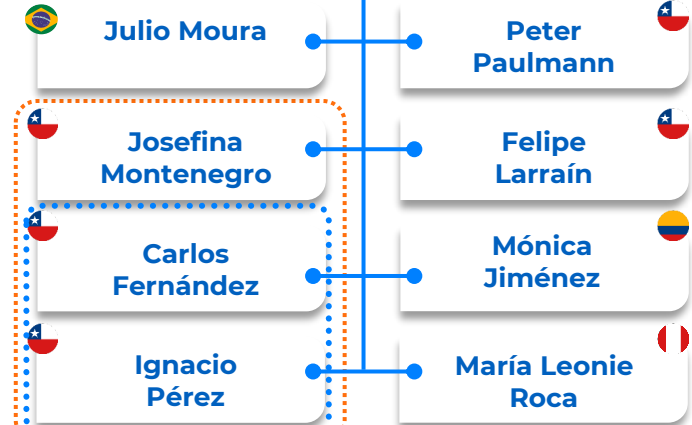 Julio Moura
Peter
Paulmann
Josefina
Montenegro
Felipe
Larraín
Carlos
Fernández
Mónica
Jiménez
Ignacio
Pérez
María Leonie
Roca